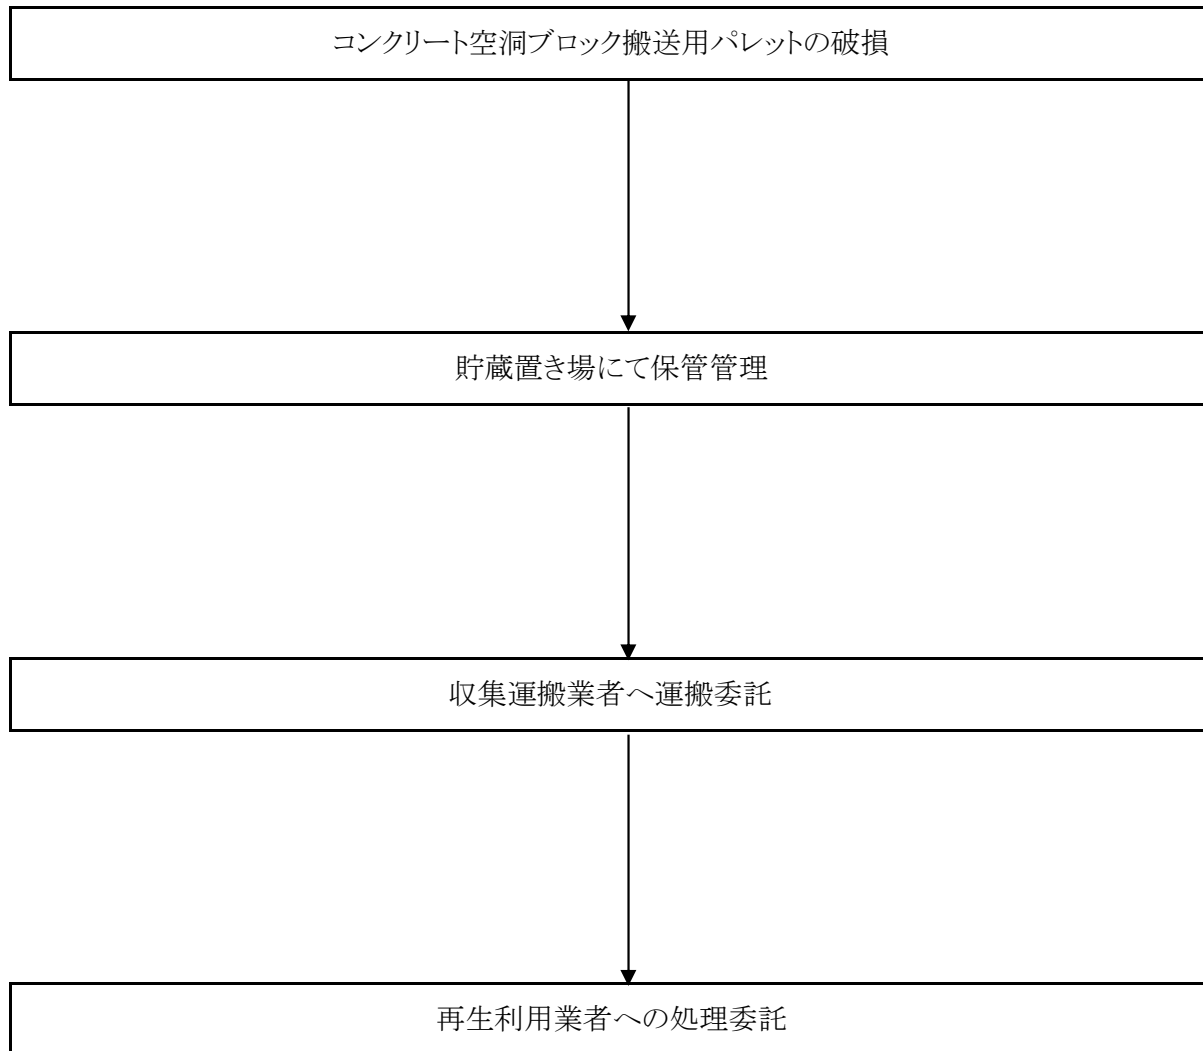 コンクリート空洞ブロック搬送用パレットの破損
貯蔵置き場にて保管管理
収集運搬業者へ運搬委託
再生利用業者への処理委託